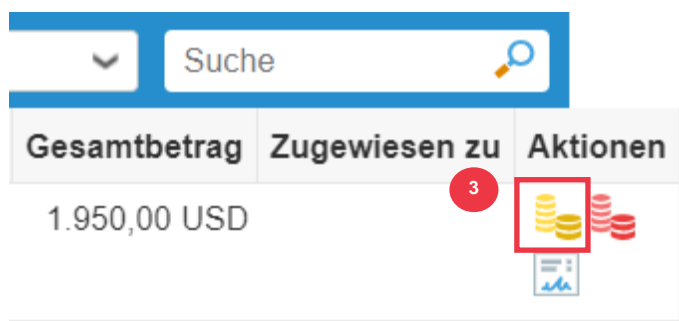 Suche
Gesamtbetrag Zugewiesen zu Aktionen
3
1.950,00 USD